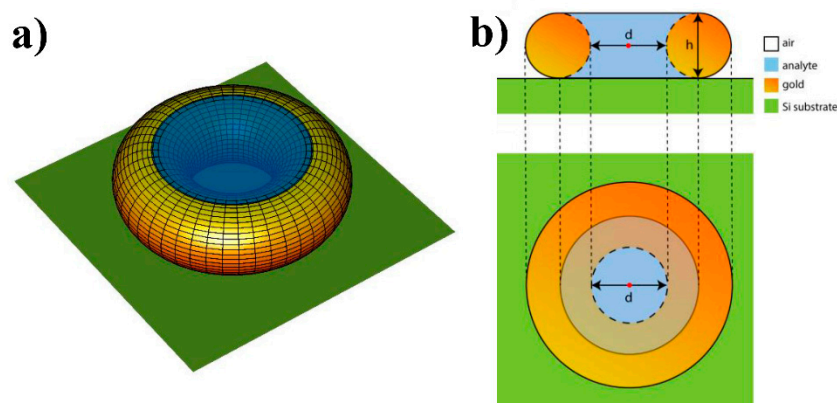 a)
b)
d
h
air
analyte
gold
Si substrate
d